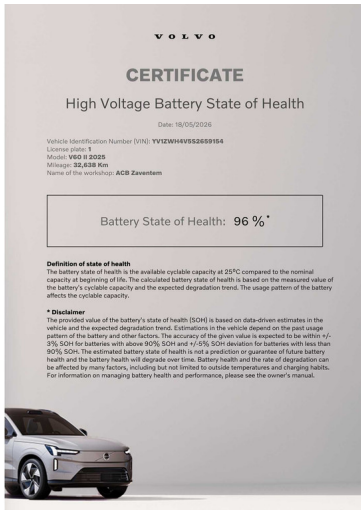 VOLVO
CERTIFICATE
High Voltage Battery State of Health
Date: 18/05/2026
Vehicle Identification Number (VIN): YV1ZWH4V5S2659154
License plate: 1
Model: V60 II 2025
Mileage: 32,638 Km
Name of the workshop: ACB Zaventem
Battery State of Health: 96 %*
Definition of state of health
The battery state of health is the available cyclable capacity at 25°C compared to the nominal
capacity at beginning of life. The calculated battery state of health is based on the measured value of
the battery's cyclable capacity and the expected degradation trend. The usage pattern of the battery
affects the cyclable capacity.
* Disclaimer
The provided value of the battery's state of health (SOH) is based on data-driven estimates in the
vehicle and the expected degradation trend. Estimations in the vehicle depend on the past usage
pattern of the battery and other factors. The accuracy of the given value is expected to be within +/-
3% SOH for batteries with above 90% SOH and +/-5% SOH deviation for batteries with less than
90% SOH. The estimated battery state of health is not a prediction or guarantee of future battery
health and the battery health will degrade over time. Battery health and the rate of degradation can
be affected by many factors, including but not limited to outside temperatures and charging habits.
For information on managing battery health and performance, please see the owner's manual.